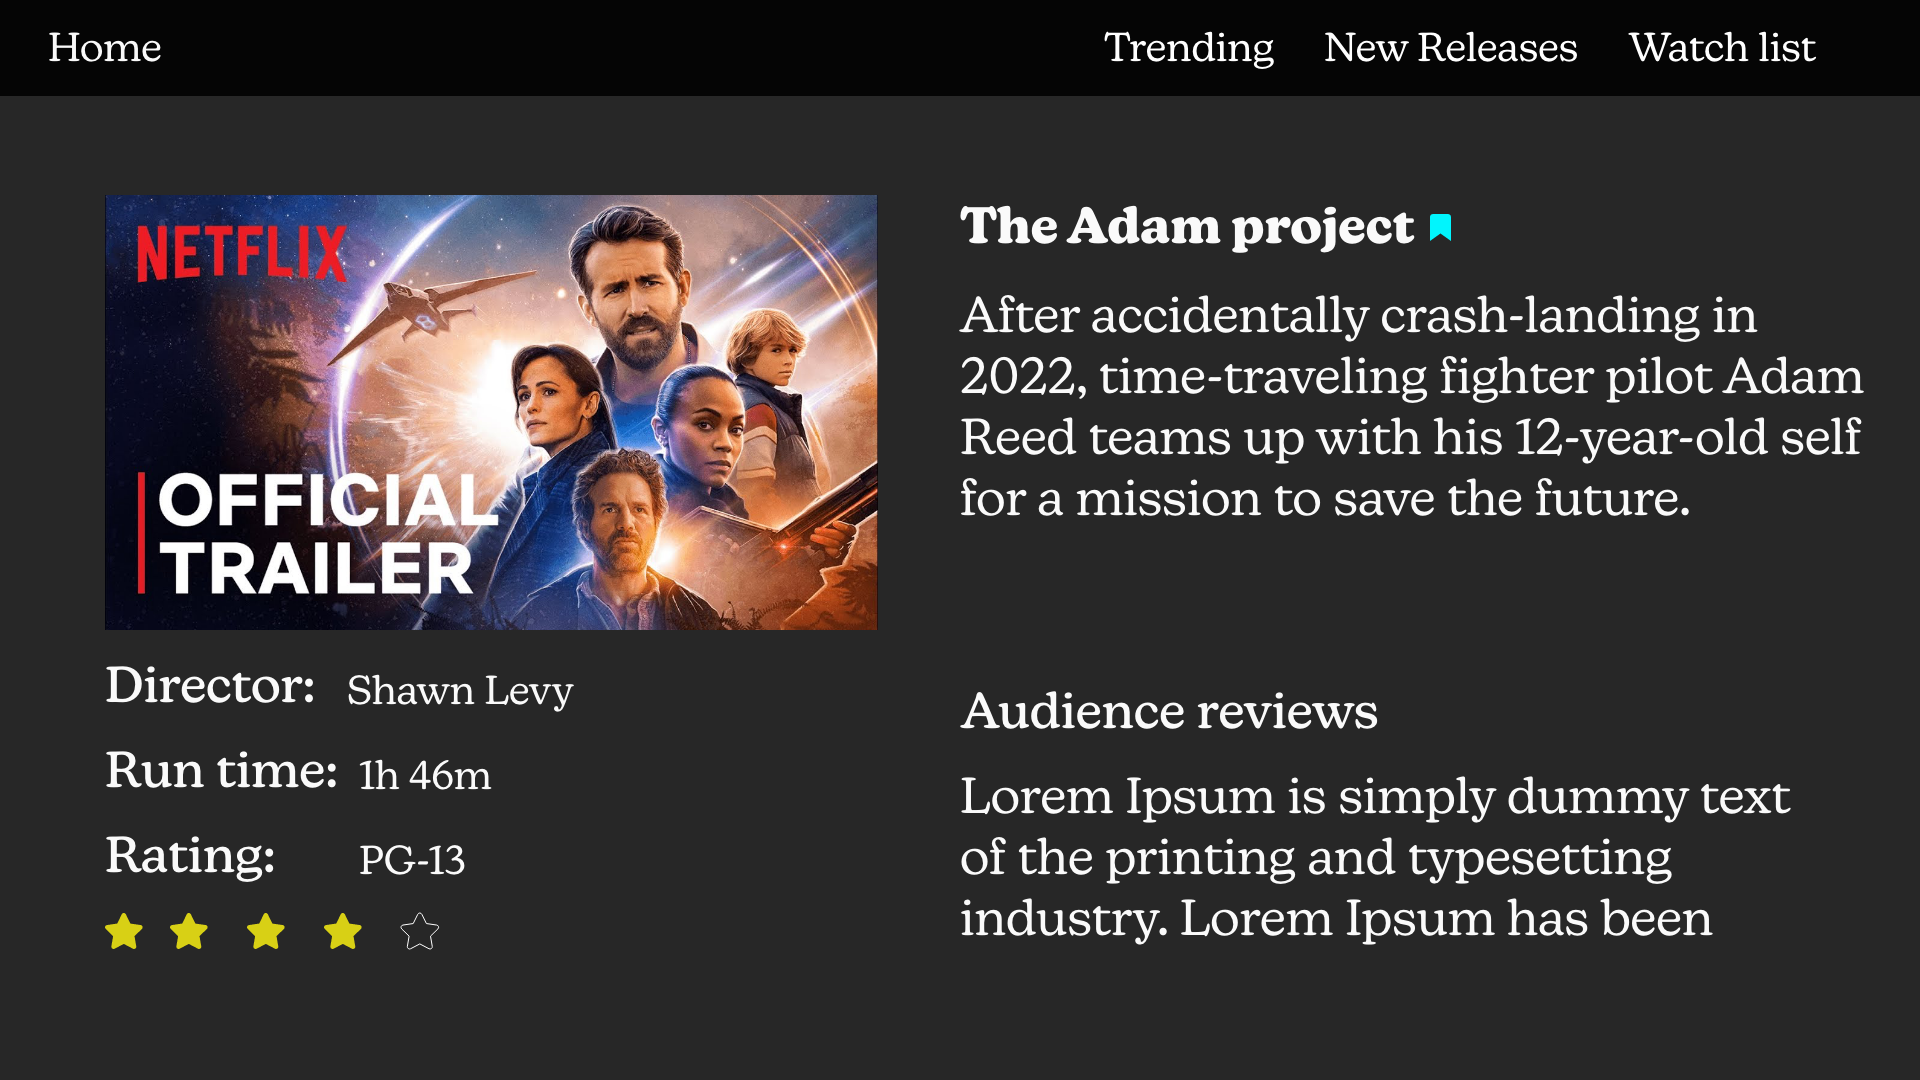 Home
Trending
New Releases
Watch list
NETFLIX
OFFICIAL
TRAILER
Director: Shawn Levy
Run time: 1h 46m
Rating: PG-13
The Adam project
After accidentally crash-landing in
2022, time-traveling fighter pilot Adam
Reed teams up with his 12-year-old self
for a mission to save the future.
Audience reviews
Lorem Ipsum is simply dummy text
of the printing and typesetting
industry. Lorem Ipsum has been